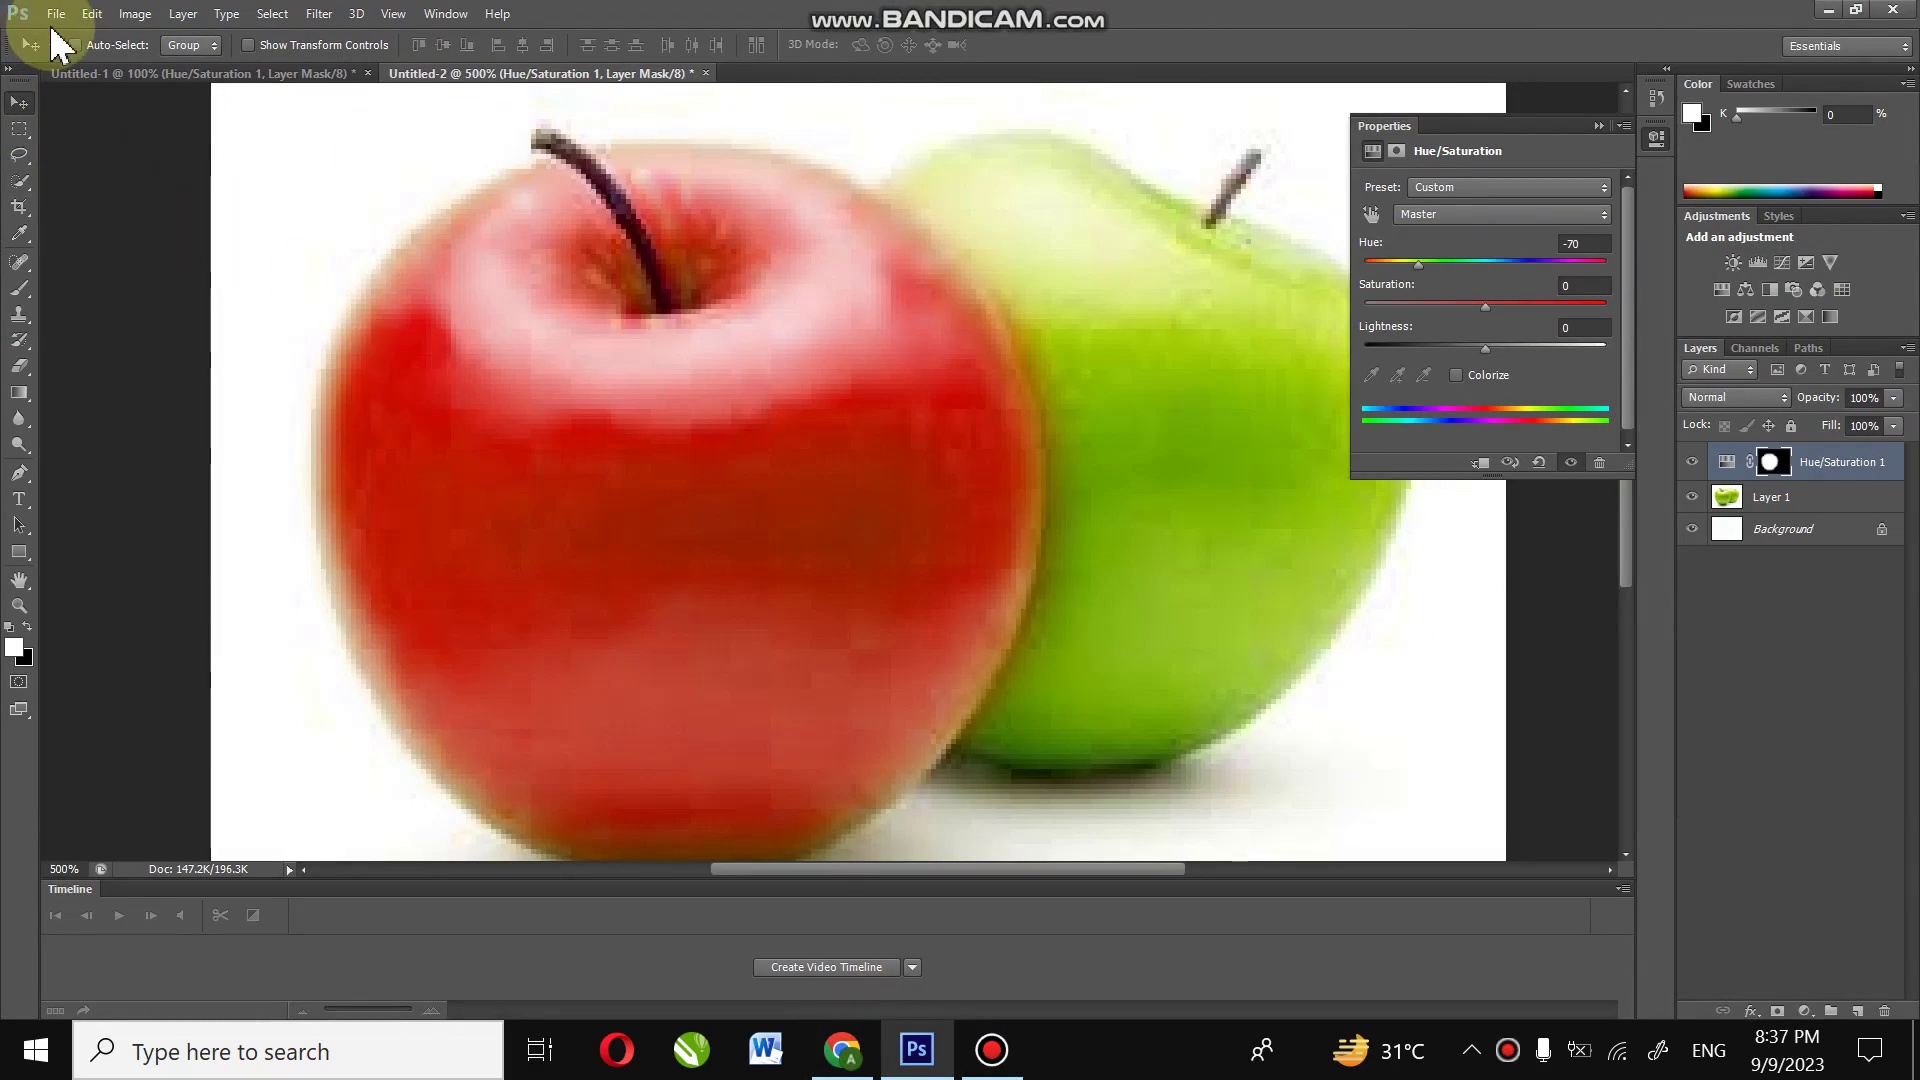 Ps File Edit Image Layer Type Select Filter 3D View Window Help
www.BANDICAM.com
Auto-Select: Group Show Transform Controls 3D Mode: Essentials
Untitled-1 @ 100% (Hue/Saturation 1, Layer Mask/8) * × Untitled-2 @ 500% (Hue/Saturation 1, Layer Mask/8) * ×
Color Swatches
K 0 %
Properties
Hue/Saturation
Preset: Custom
Master
Hue: -70
Saturation: 0
Lightness: 0
Colorize
Adjustments Styles
Add an adjustment
Layers Channels Paths
Kind
Normal Opacity: 100%
Lock: Fill: 100%
Hue/Saturation 1
Layer 1
Background
500% Doc: 147.2K/196.3K
Timeline
Create Video Timeline
Type here to search
W
A
Ps
31°C
ENG
8:37 PM
9/9/2023